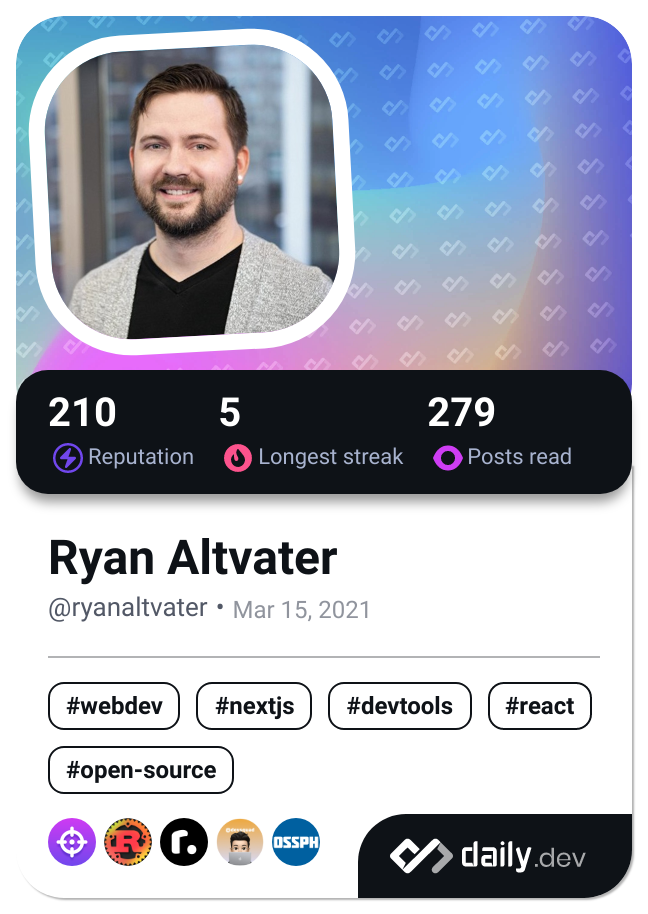 210 5 279
Reputation Longest streak Posts read
Ryan Altvater
@ryanaltvater • Mar 15, 2021
#webdev #nextjs #devtools #react
#open-source
R r. OSSPH
daily.dev